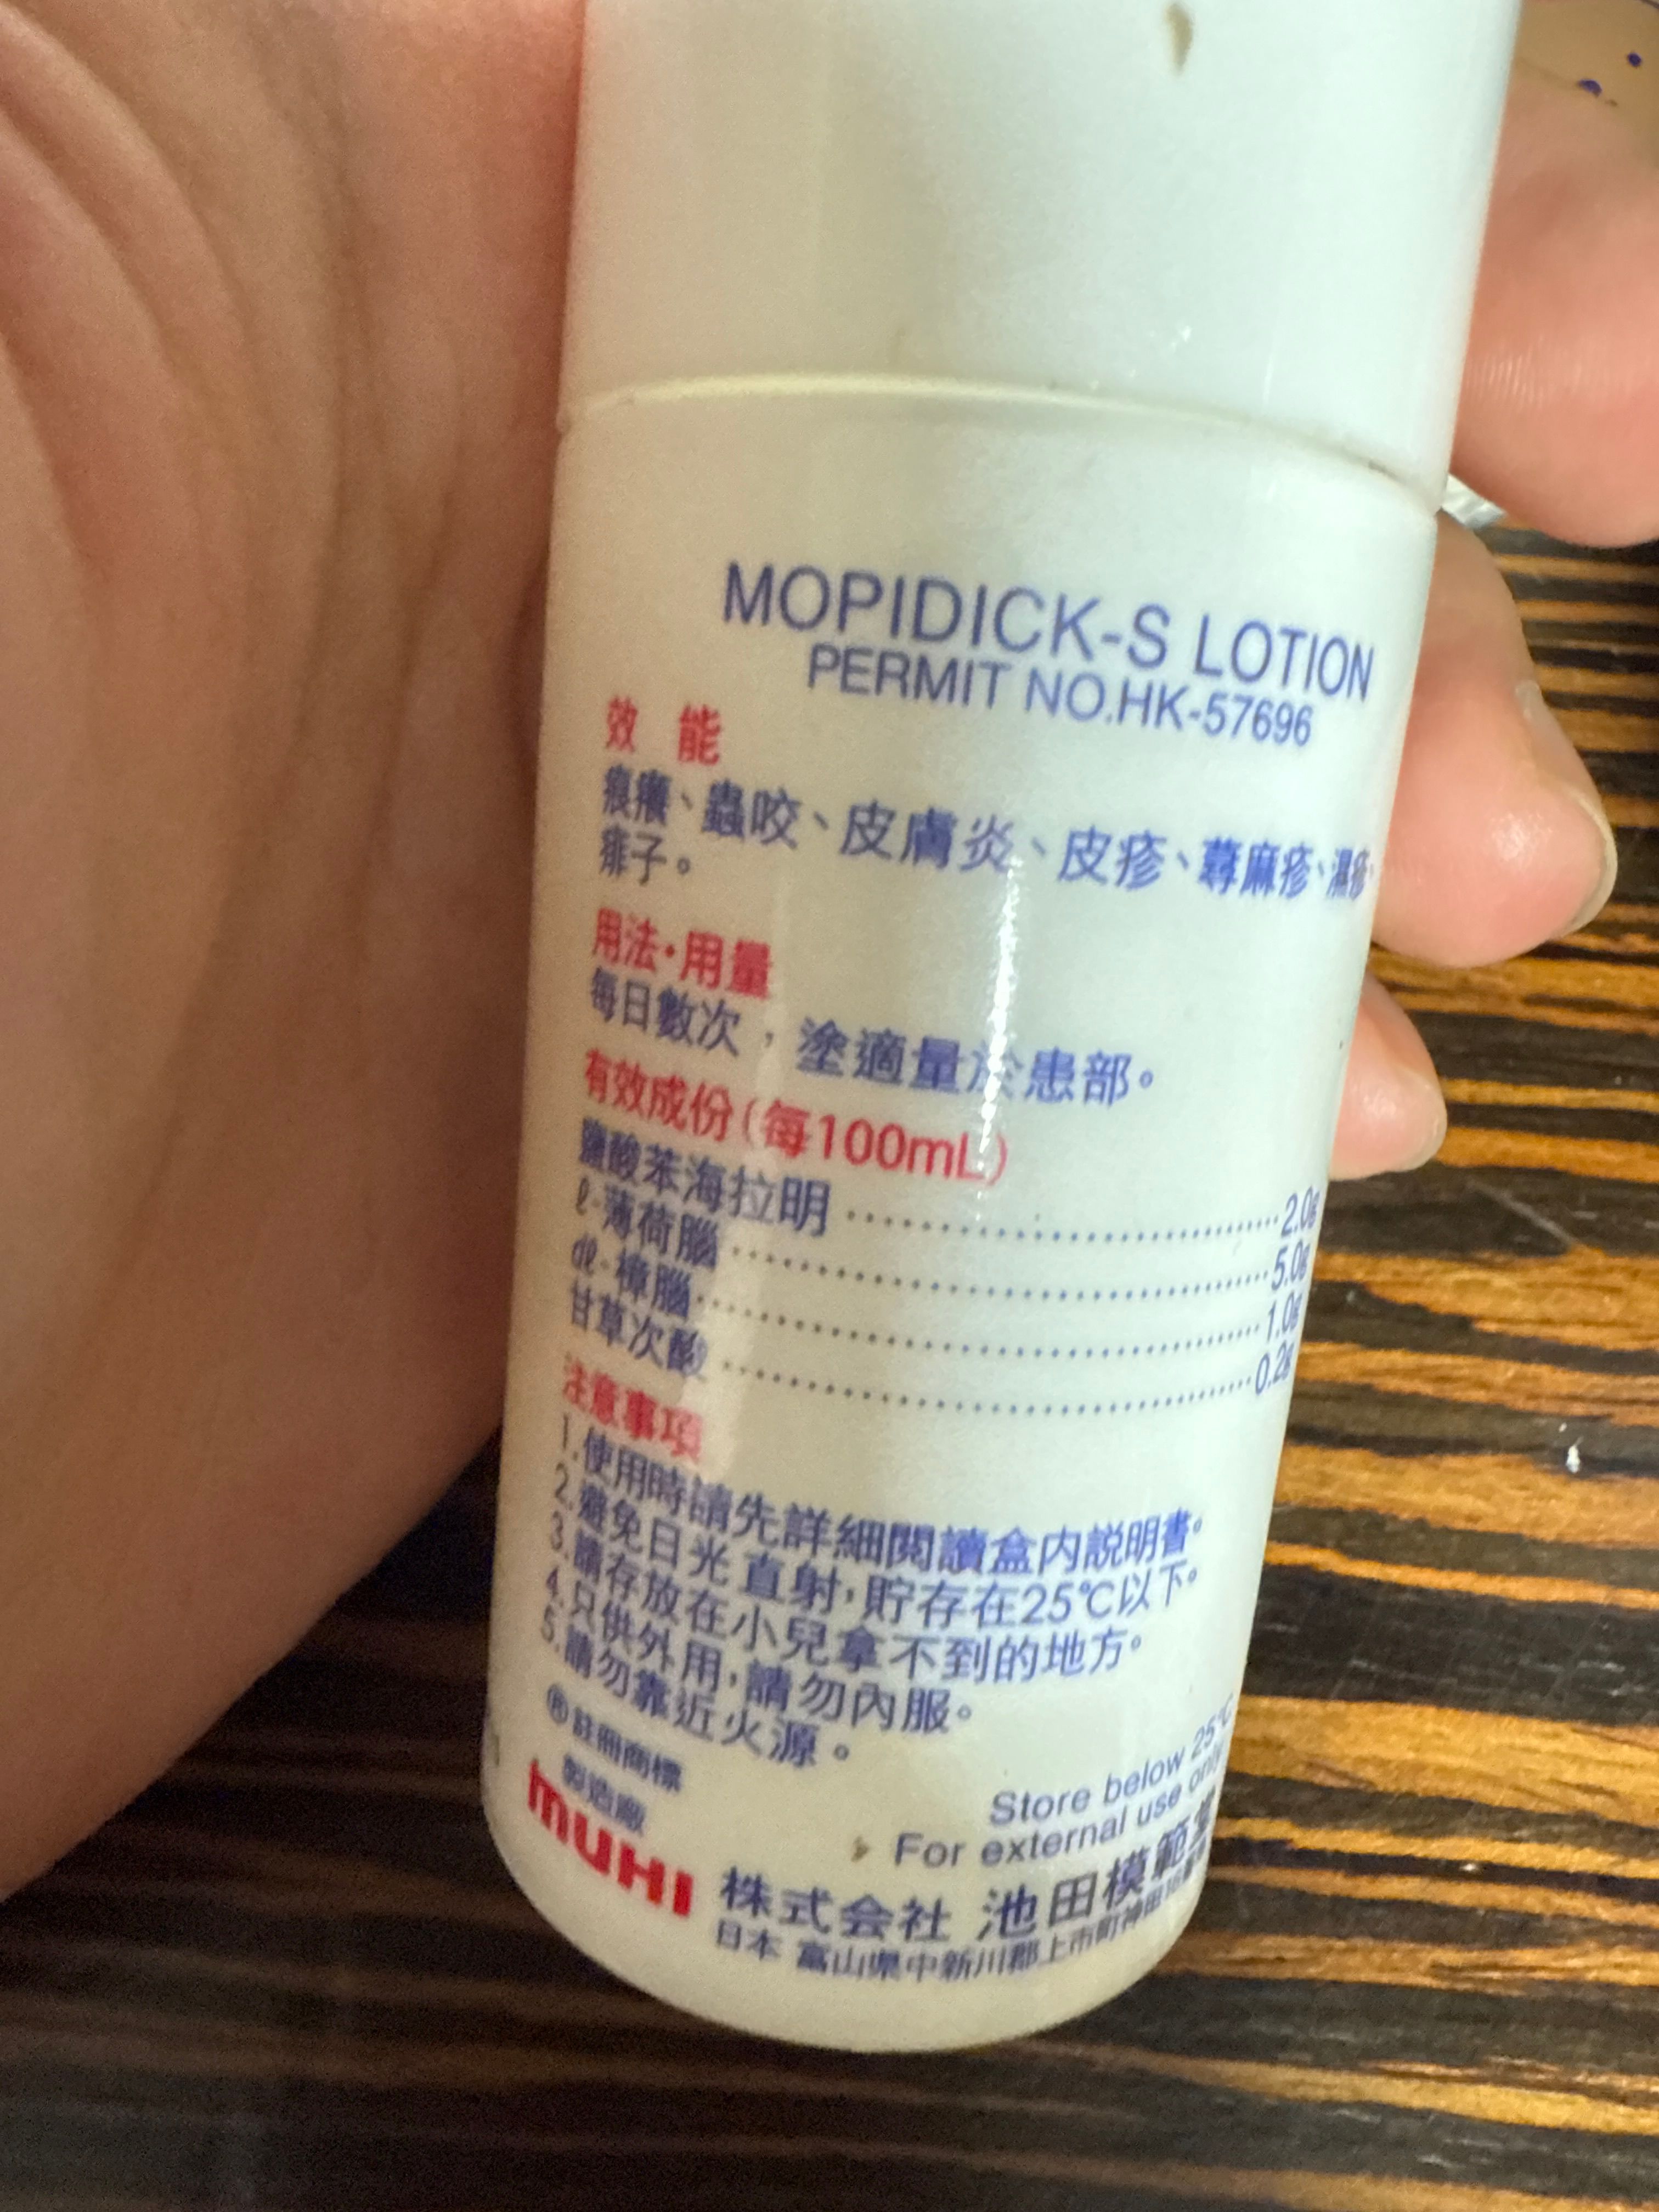 MOPIDICK-S LOTION
PERMIT NO.HK-57696
效 能
痕癢、蟲咬、皮膚炎、皮疹、蕁麻疹、濕疹、
痱子。
用法·用量
每日數次，塗適量於患部。
有效成份(每100mL)
鹽酸苯海拉明 ………… 2.0g
ℓ-薄荷腦 ………… 5.0g
dℓ-樟腦 ………… 1.0g
甘草次酸 ………… 0.2g
注意事項
1.使用時請先詳細閱讀盒內說明書。
2.避免日光直射，貯存在25℃以下。
3.請存放在小兒拿不到的地方。
4.只供外用，請勿內服。
5.請勿靠近火源。
®註冊商標
Store below 25℃
For external use only
製造廠
muHI 株式会社 池田模範堂
日本 富山県中新川郡上市町神田